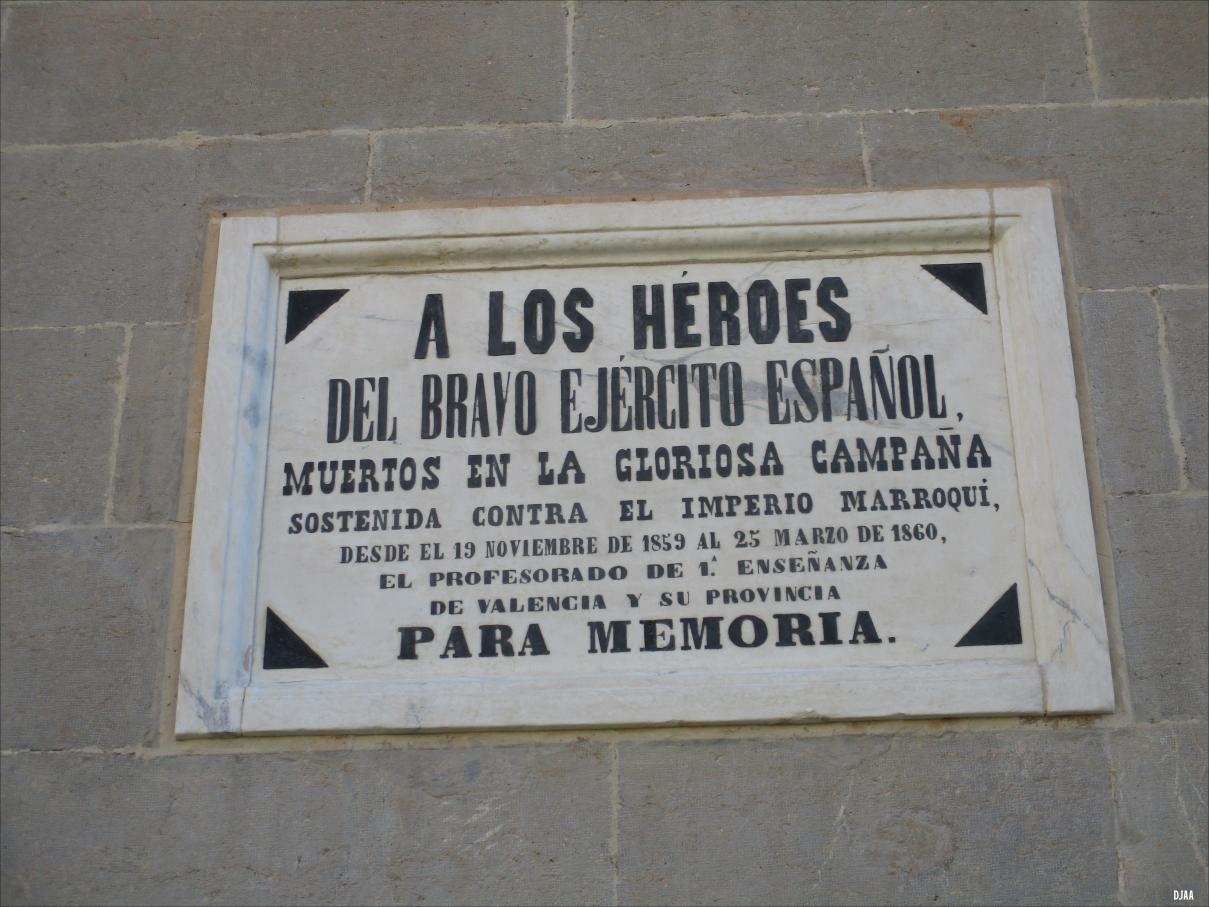 A LOS HÉROES
DEL BRAVO EJÉRCITO ESPAÑOL,
MUERTOS EN LA GLORIOSA CAMPAÑA
SOSTENIDA CONTRA EL IMPERIO MARROQUÍ,
DESDE EL 19 NOVIEMBRE DE 1859 AL 25 MARZO DE 1860,
EL PROFESORADO DE 1.ª ENSEÑANZA
DE VALENCIA Y SU PROVINCIA
PARA MEMORIA.
DJAA